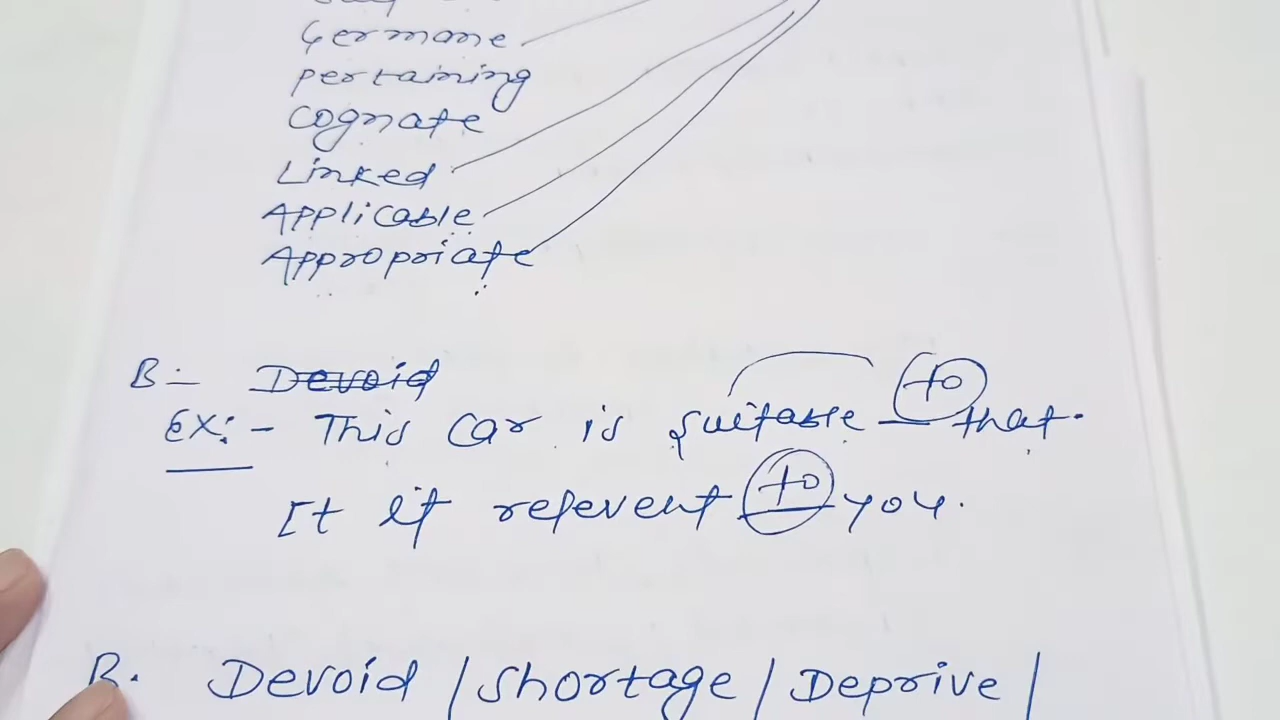 Germane
pertaining
Cognate
Linked
Applicable
Appropriate
B:- Devoid
Ex:- This car is suitable to that.
It is relevent to you.
B. Devoid / shortage / Deprive /